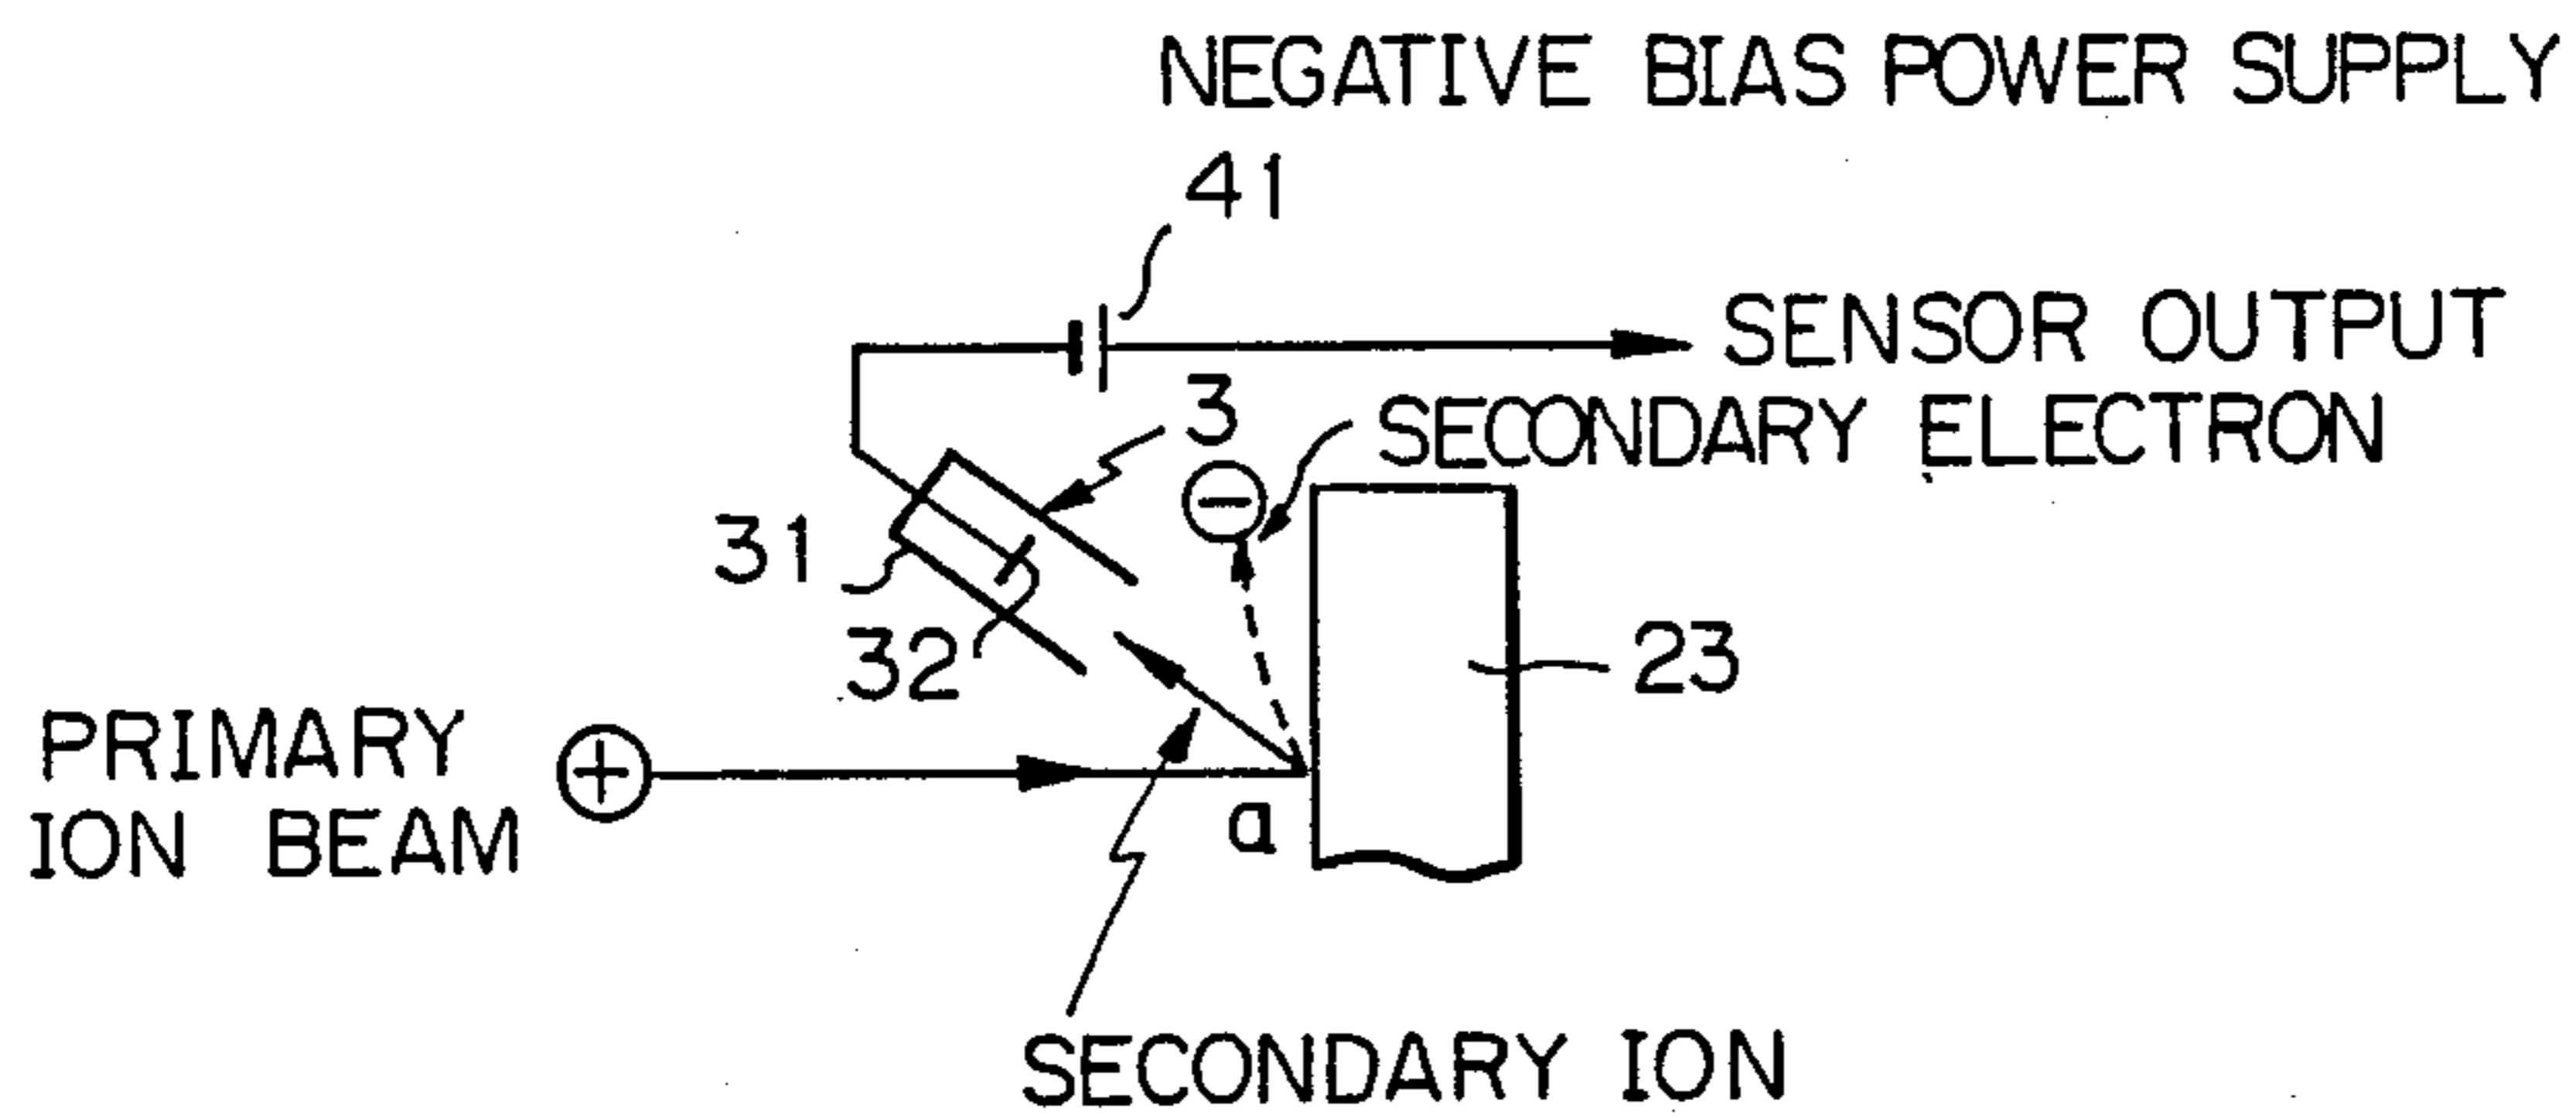 NEGATIVE BIAS POWER SUPPLY
41
SENSOR OUTPUT
3
SECONDARY ELECTRON
−
31
32
23
PRIMARY
ION BEAM
+
a
SECONDARY ION